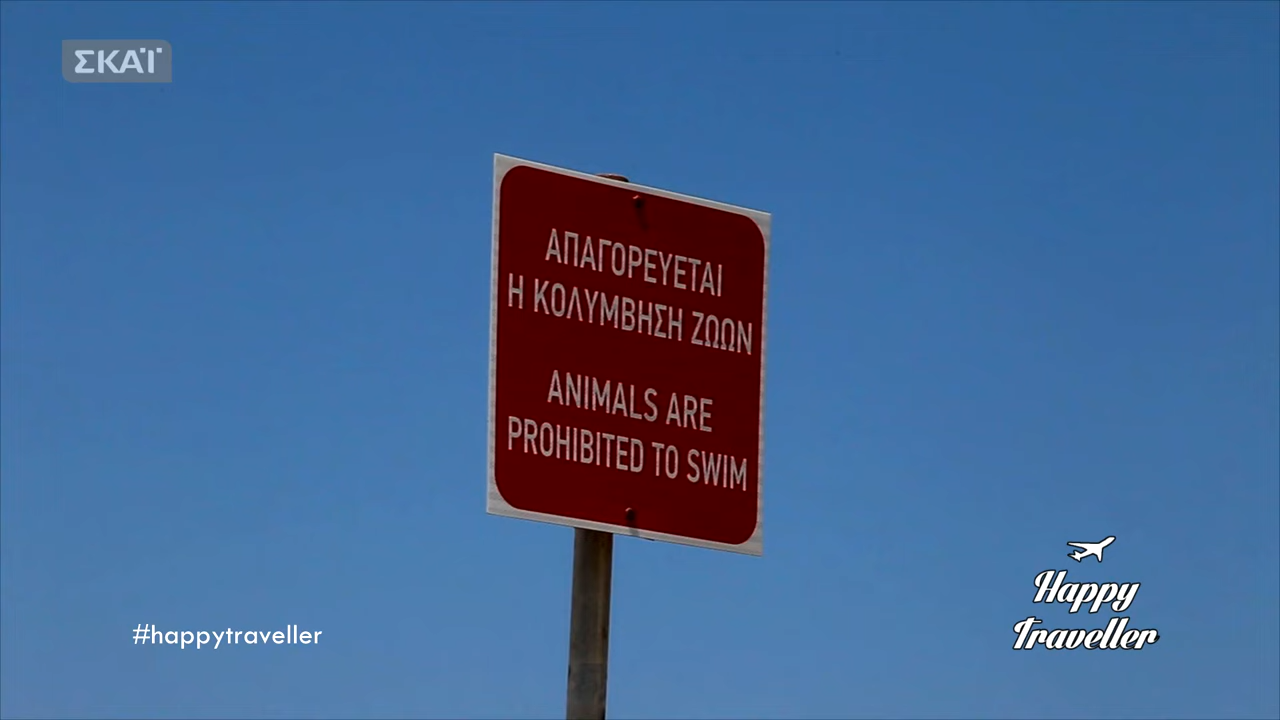 ΣΚΑΪ
ΑΠΑΓΟΡΕΥΕΤΑΙ
Η ΚΟΛΥΜΒΗΣΗ ΖΩΩΝ
ANIMALS ARE
PROHIBITED TO SWIM
#happytraveller
Happy
Traveller